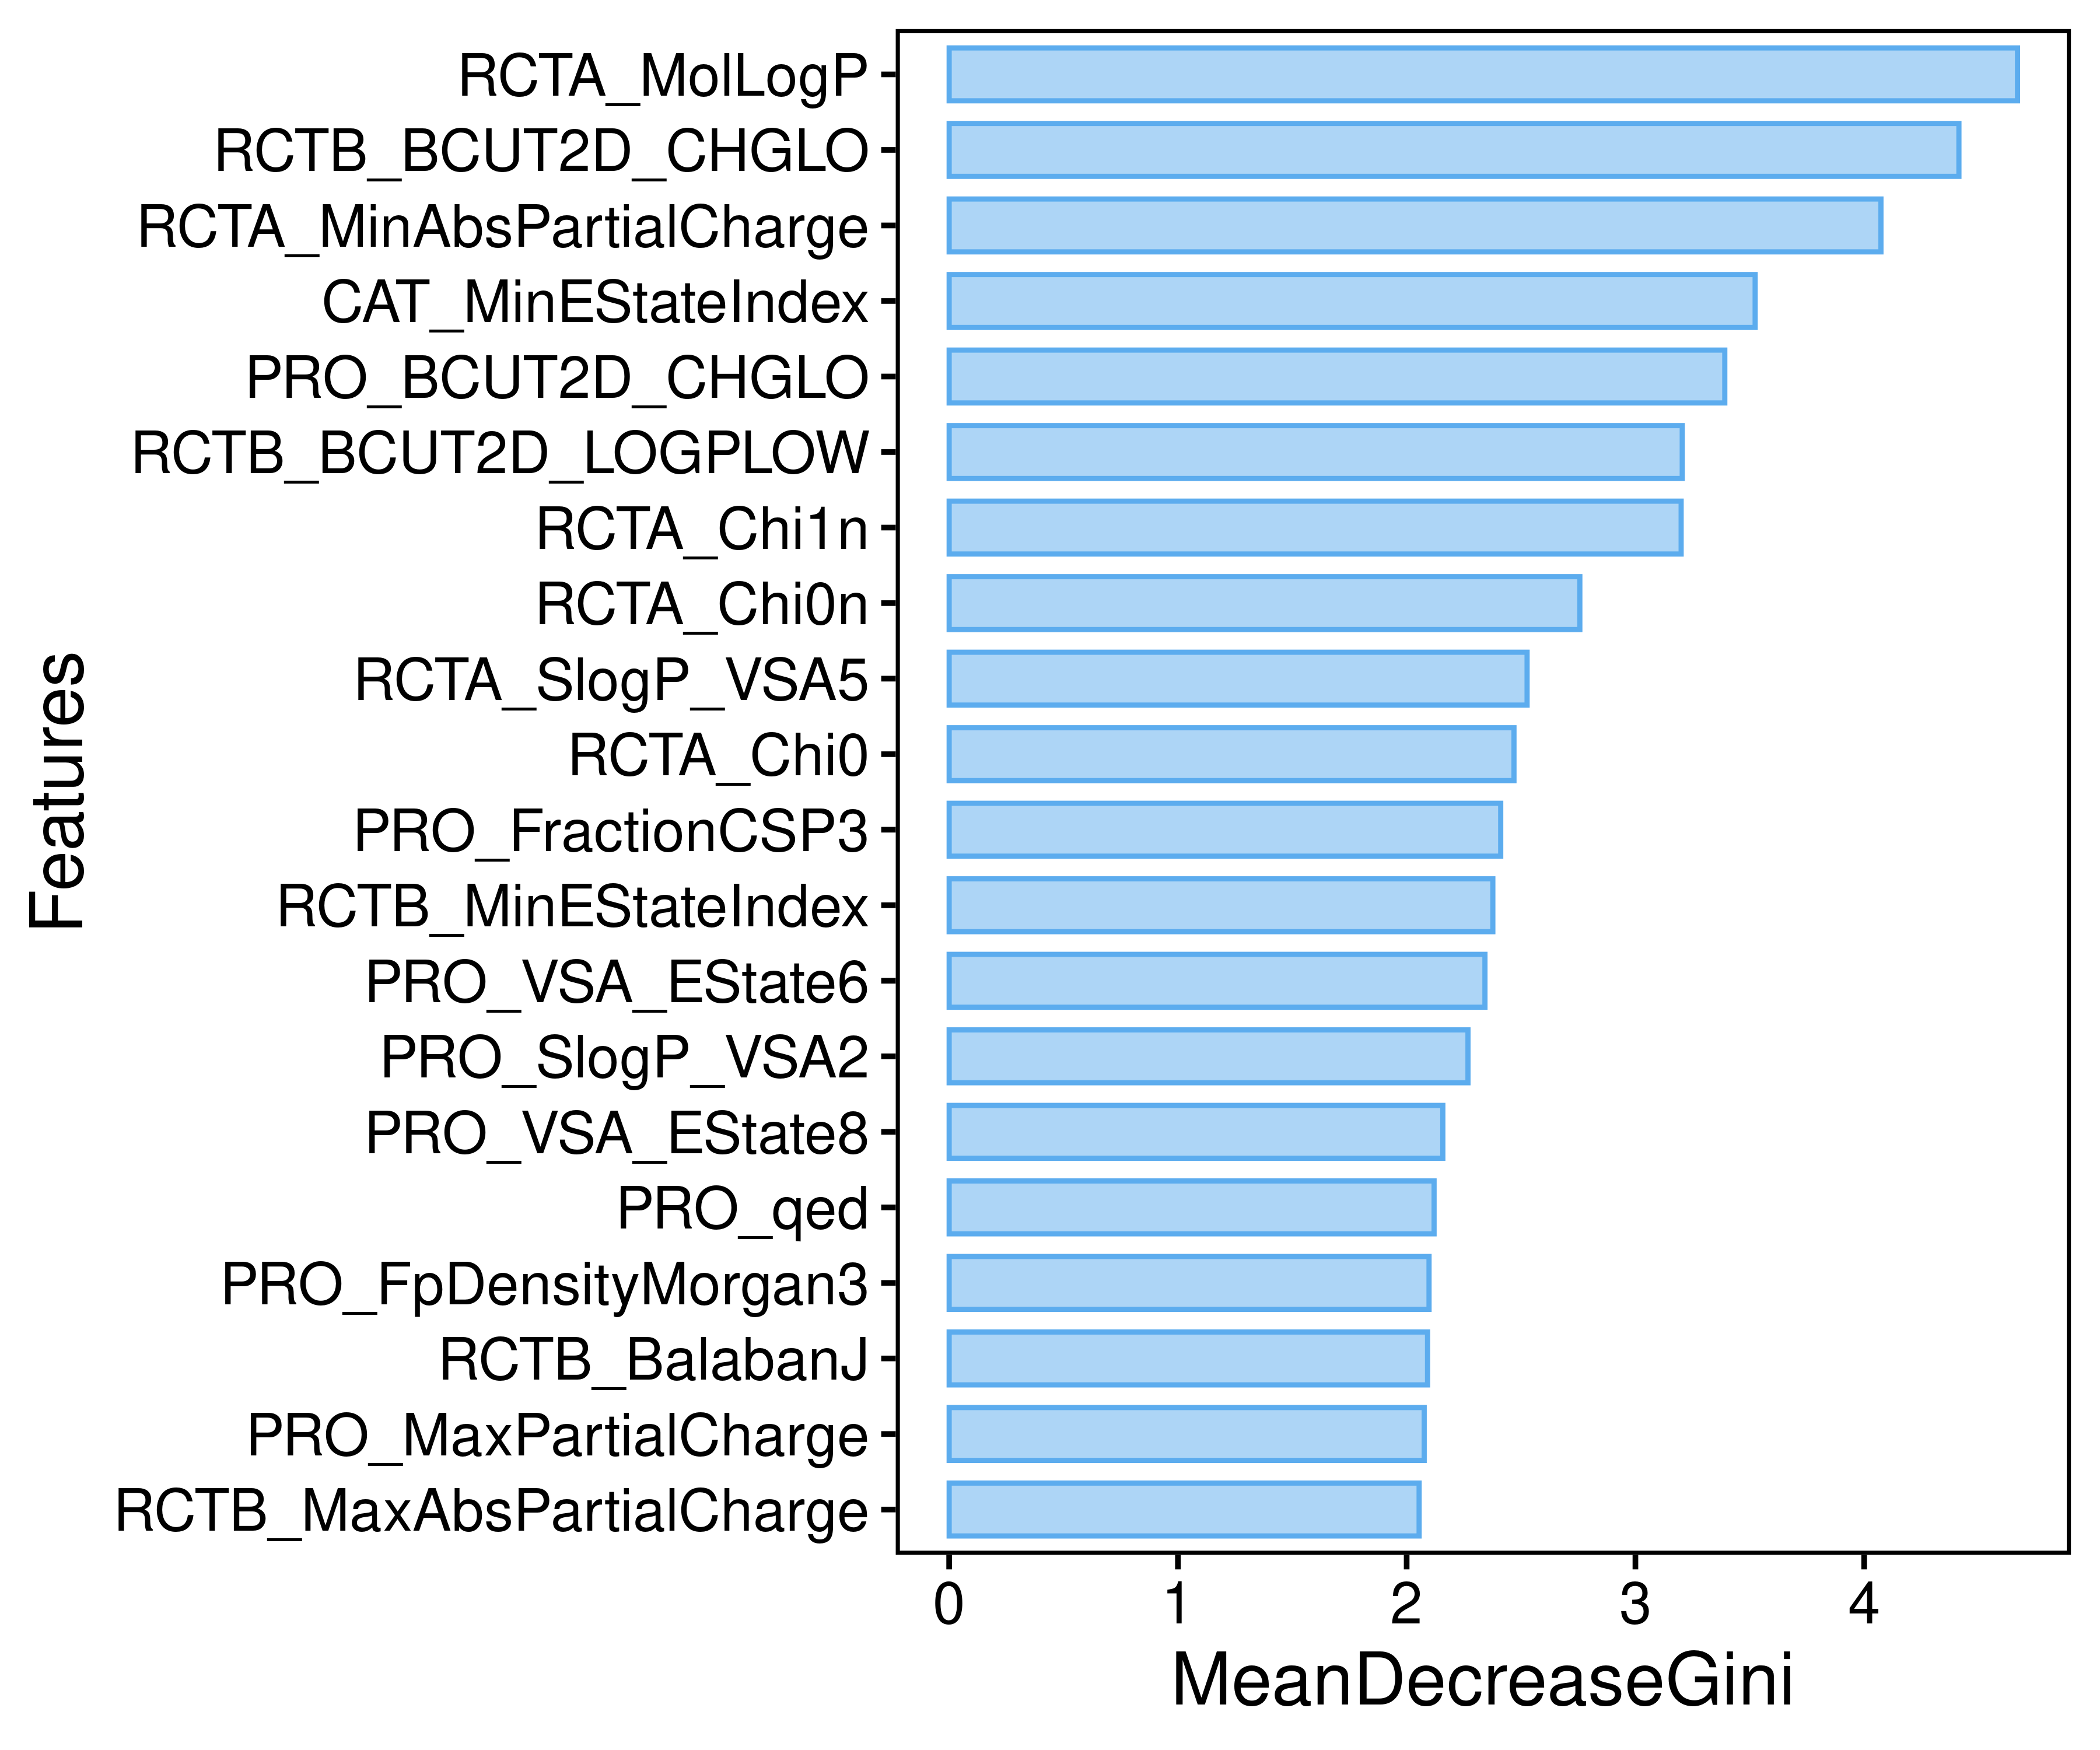 RCTA_MolLogP
RCTB_BCUT2D_CHGLO
RCTA_MinAbsPartialCharge
CAT_MinEStateIndex
PRO_BCUT2D_CHGLO
RCTB_BCUT2D_LOGPLOW
RCTA_Chi1n
RCTA_Chi0n
RCTA_SlogP_VSA5
RCTA_Chi0
PRO_FractionCSP3
RCTB_MinEStateIndex
PRO_VSA_EState6
PRO_SlogP_VSA2
PRO_VSA_EState8
PRO_qed
PRO_FpDensityMorgan3
RCTB_BalabanJ
PRO_MaxPartialCharge
RCTB_MaxAbsPartialCharge
Features
0 1 2 3 4
MeanDecreaseGini